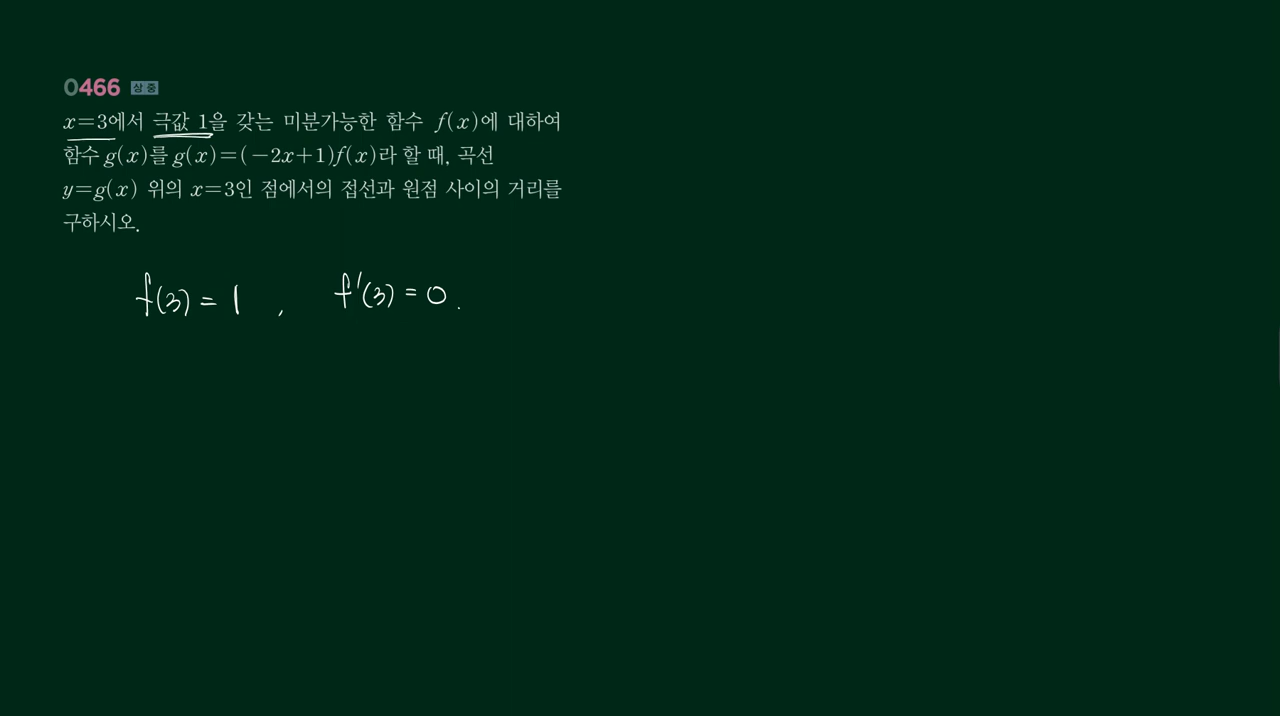 0466 상 중
x=3에서 극값 1을 갖는 미분가능한 함수 f(x)에 대하여
함수 g(x)를 g(x)=(−2x+1)f(x)라 할 때, 곡선
y=g(x) 위의 x=3인 점에서의 접선과 원점 사이의 거리를
구하시오.
f(3) = 1 , f'(3) = 0 .